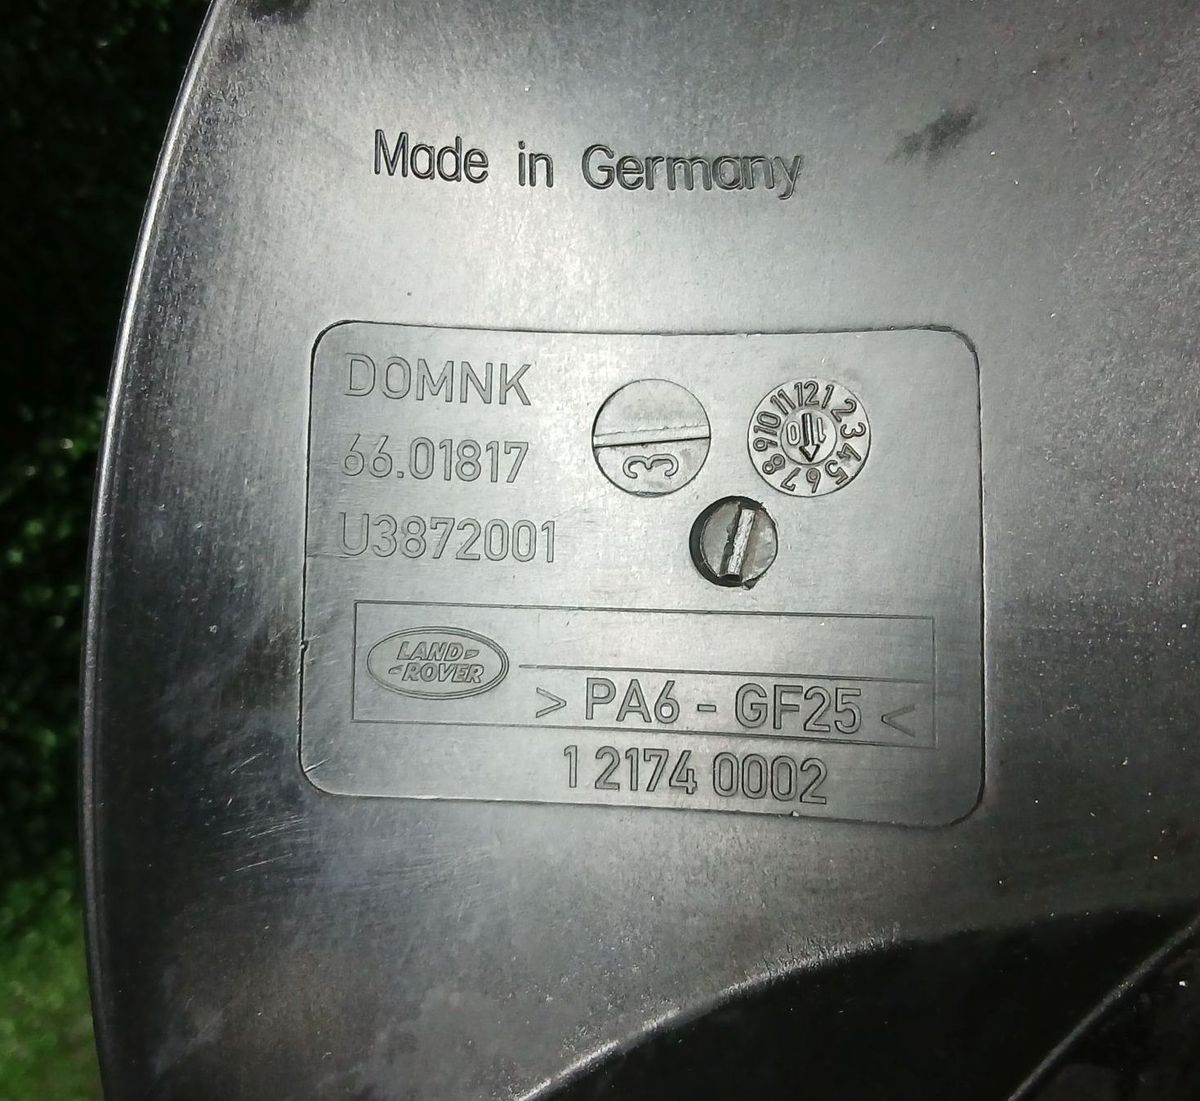 Made in Germany
DOMNK
66.01817
U3872001
3
1 2 3 4 5 6 7 8 9 10 11 12
10
LAND
ROVER
> PA6 - GF25 <
1 2174 0002